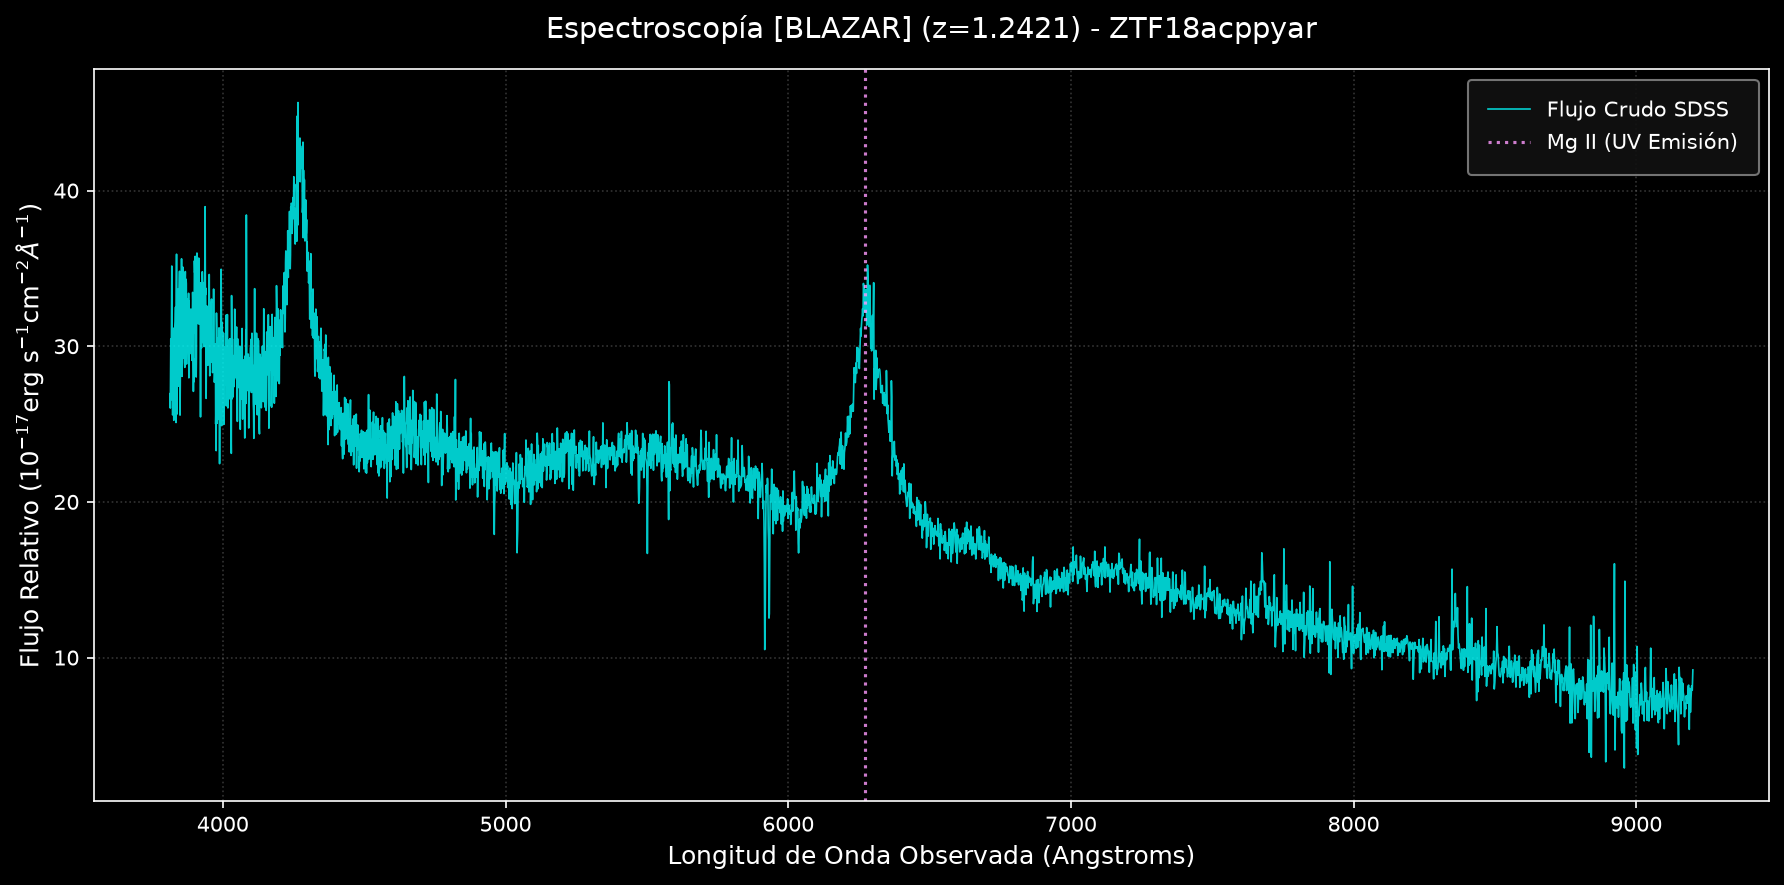 Espectroscopía [BLAZAR] (z=1.2421) - ZTF18acppyar
Flujo Crudo SDSS
Mg II (UV Emisión)
Flujo Relativo (10⁻¹⁷erg s⁻¹cm⁻²Å⁻¹)
40
30
20
10
4000
5000
6000
7000
8000
9000
Longitud de Onda Observada (Angstroms)